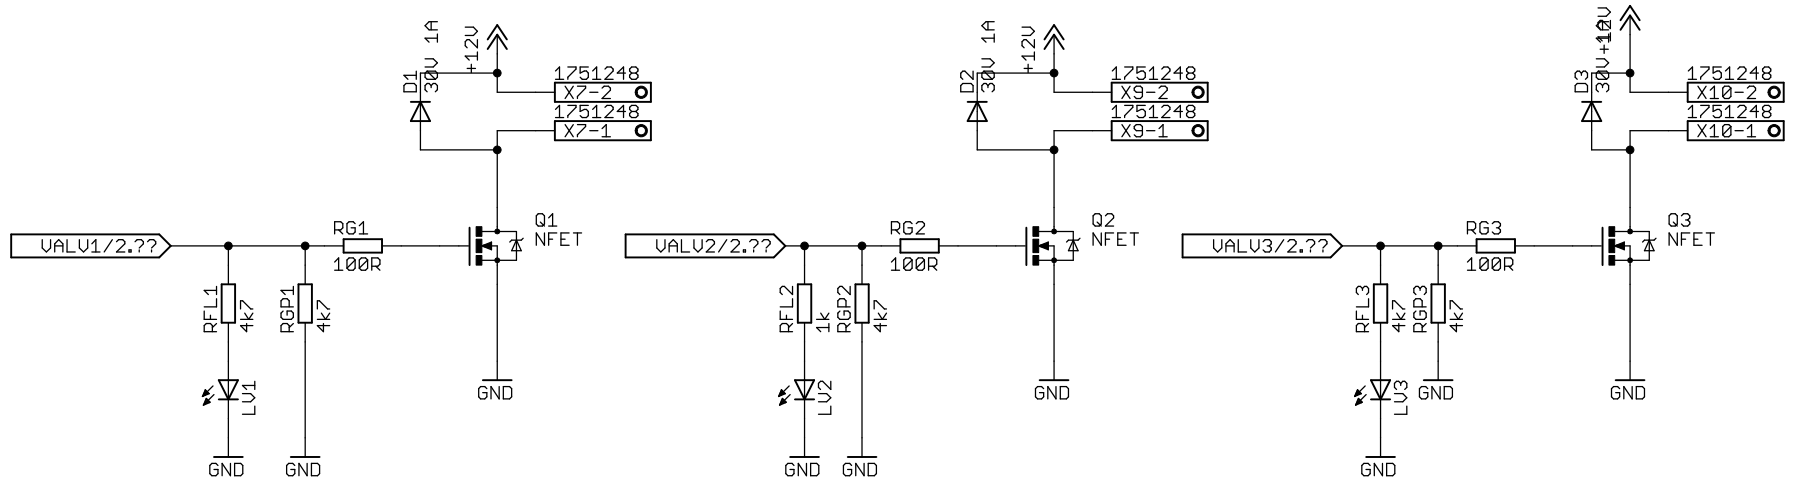 D1
30V 1A
+12V
1751248
X7-2
1751248
X7-1
VALV1/2.??
RG1
100R
Q1
NFET
RFL1
4k7
RGP1
4k7
LV1
GND
GND
GND
D2
30V 1A
+12V
1751248
X9-2
1751248
X9-1
VALV2/2.??
RG2
100R
Q2
NFET
RFL2
1k
RGP2
4k7
LV2
GND
GND
GND
D3
30V 1A
+12V
1751248
X10-2
1751248
X10-1
VALV3/2.??
RG3
100R
Q3
NFET
RFL3
4k7
RGP3
4k7
LV3
GND
GND
GND